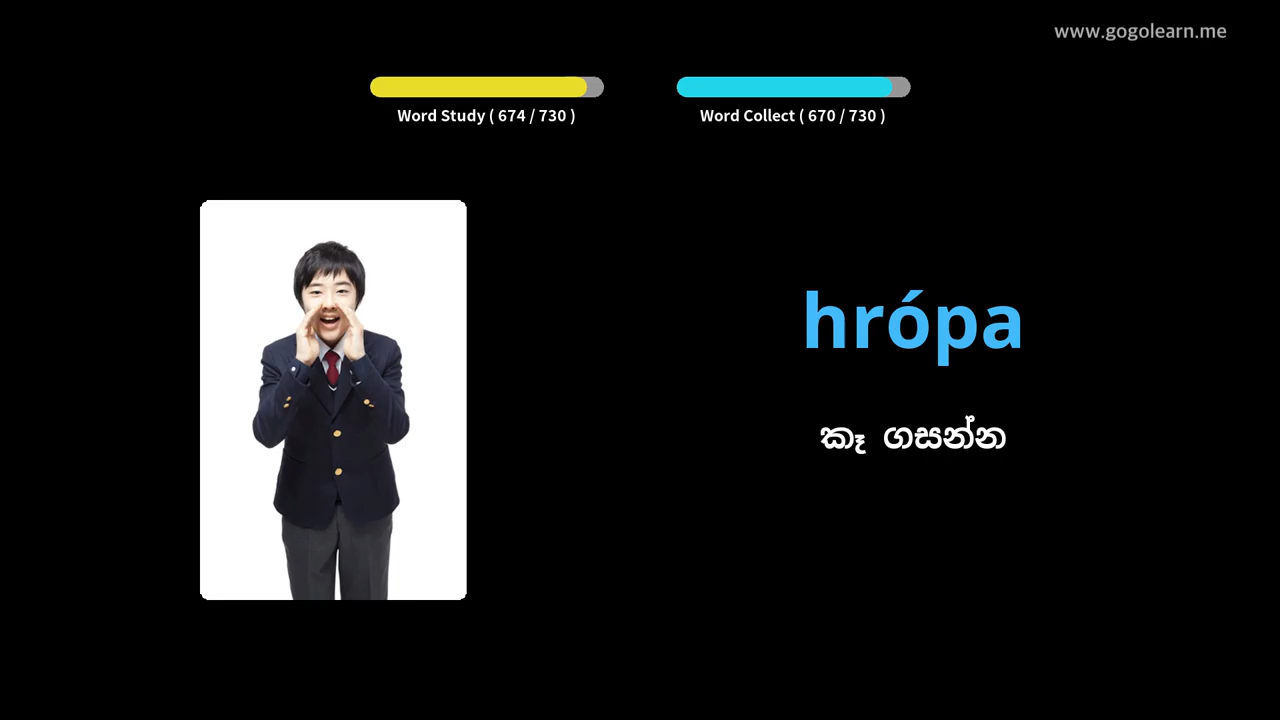 www.gogolearn.me
Word Study ( 674 / 730 )
Word Collect ( 670 / 730 )
hrópa
කෑ ගසන්න